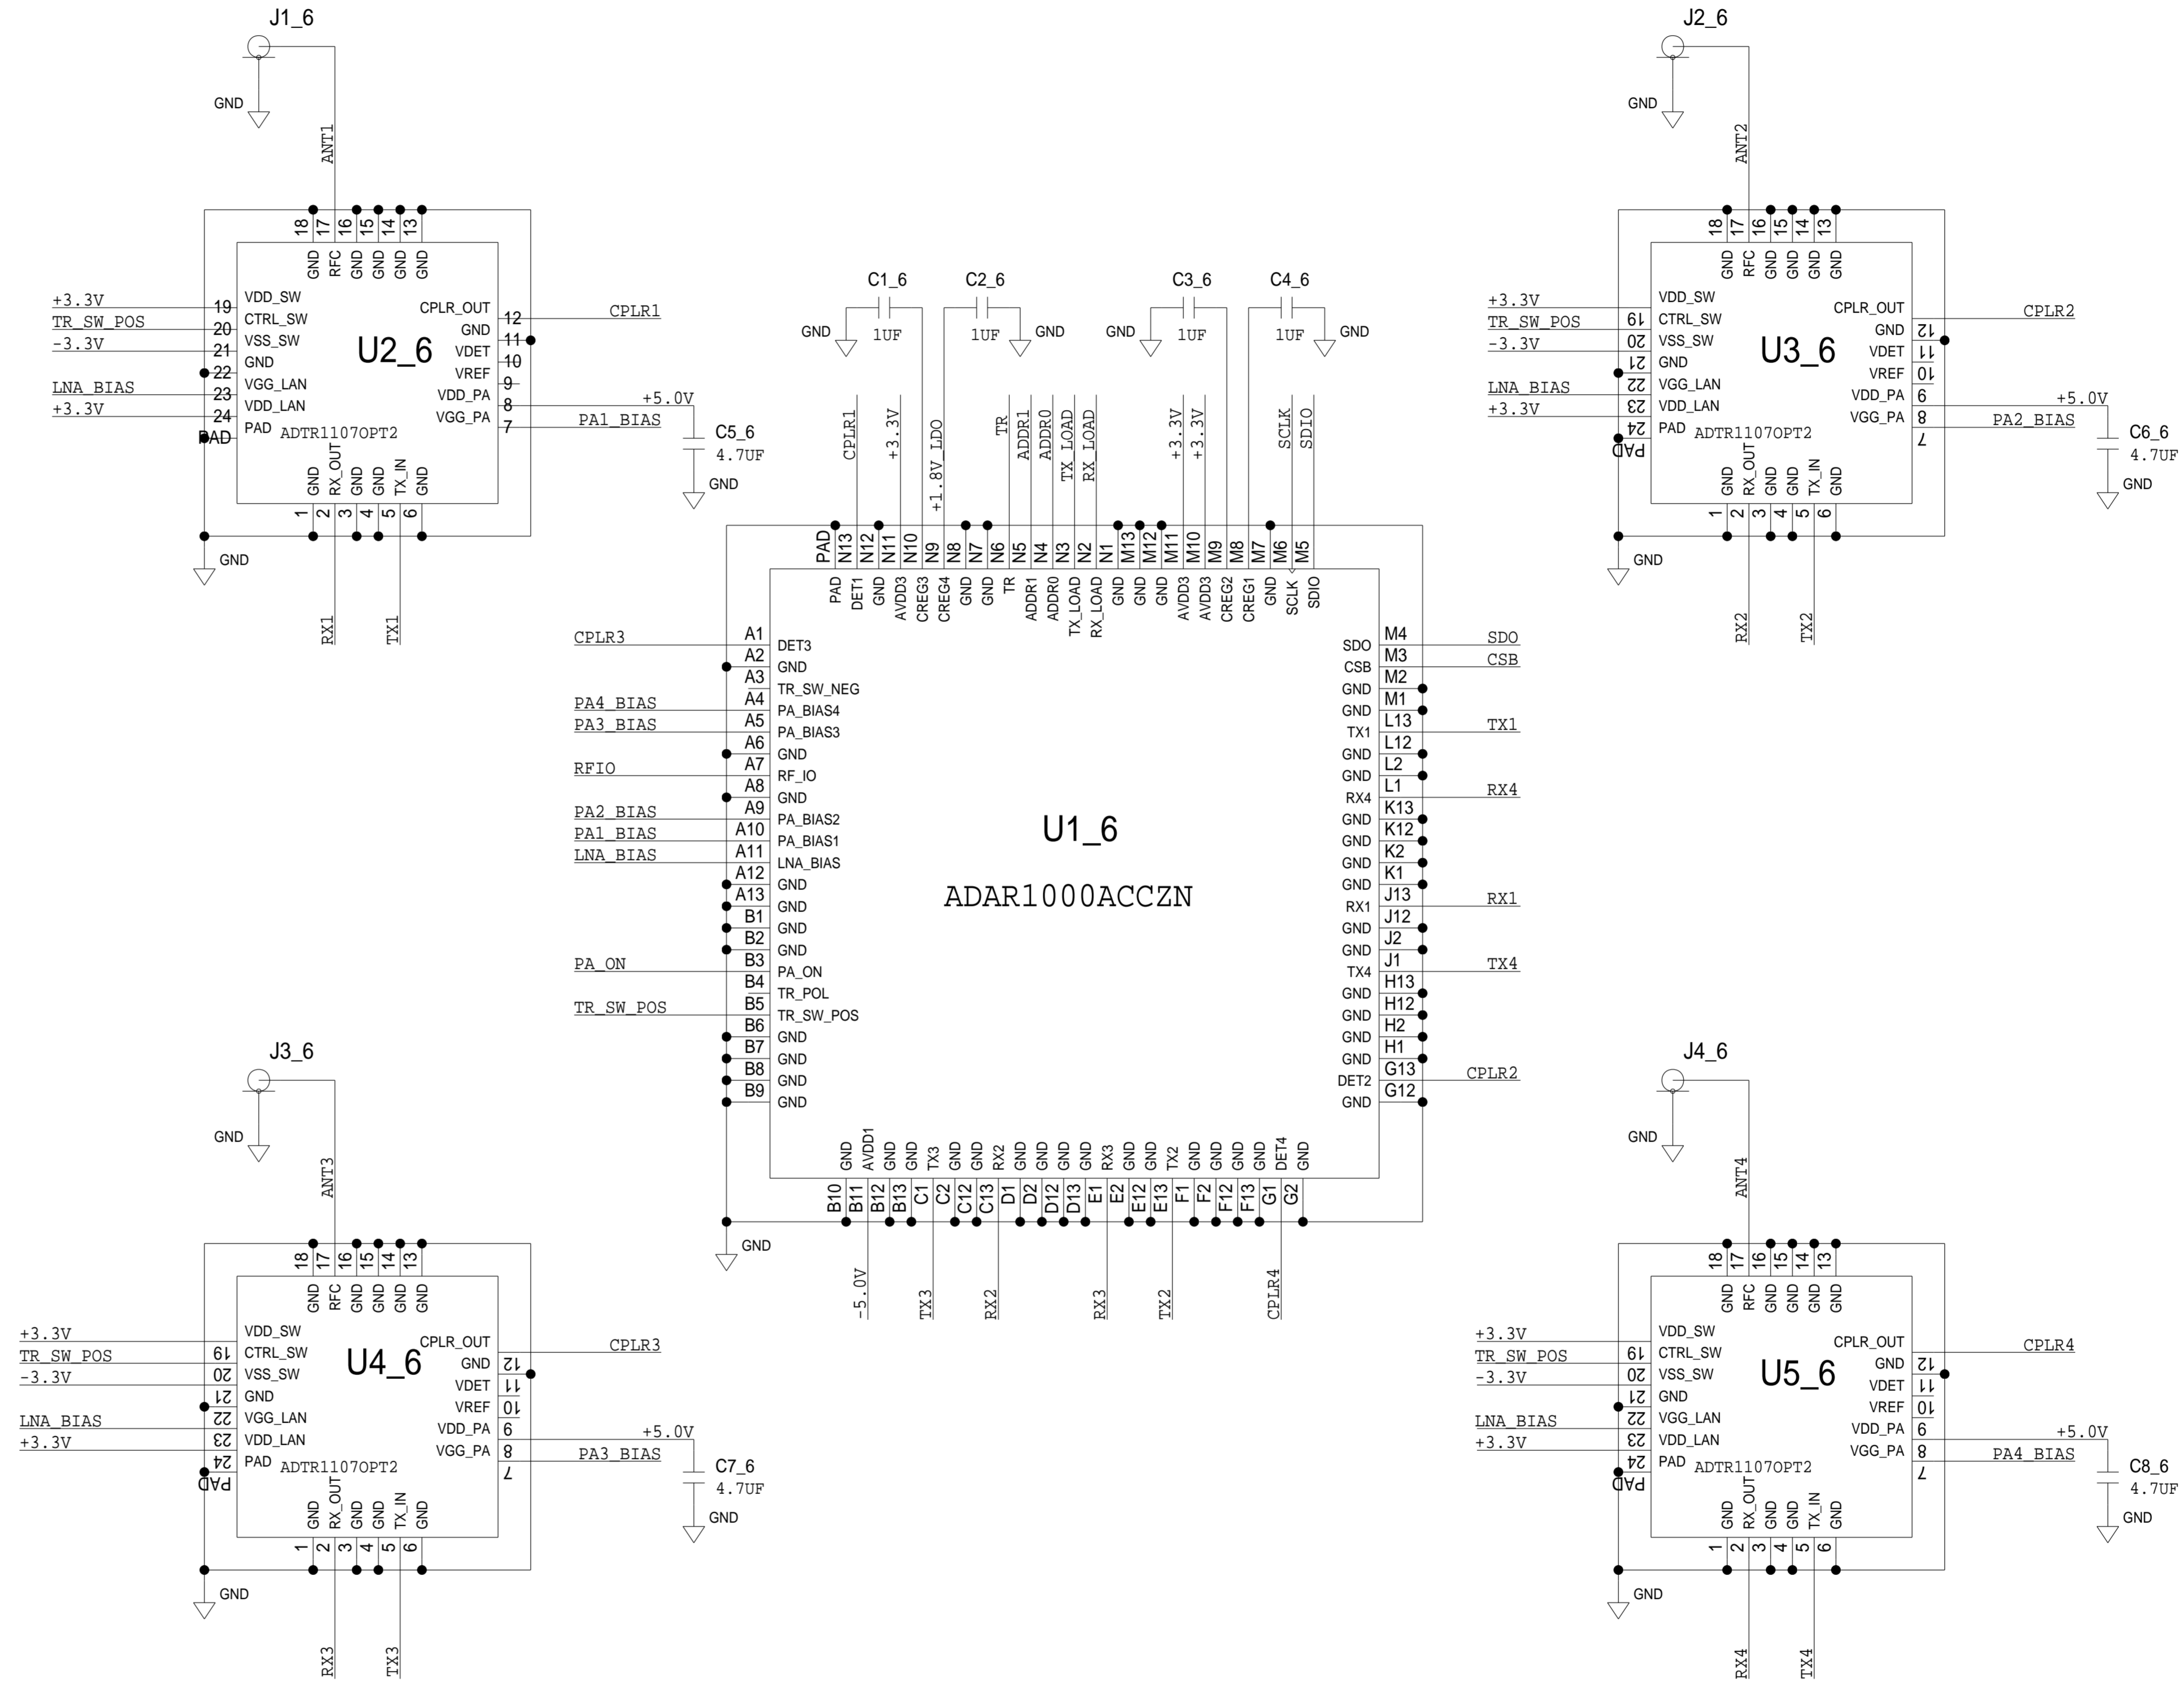 J1_6
GND
ANT1
18 17 16 15 14 13
GND RFC GND GND GND GND
+3.3V 19 VDD_SW
TR_SW_POS 20 CTRL_SW
-3.3V 21 VSS_SW
22 GND
LNA_BIAS 23 VGG_LAN
+3.3V 24 VDD_LAN
PAD PAD
U2_6
ADTR1107OPT2
CPLR_OUT 12 CPLR1
GND 11
VDET 10
VREF 9
VDD_PA 8 +5.0V
VGG_PA 7 PA1_BIAS
C5_6
4.7UF
GND
GND RX_OUT GND GND TX_IN GND
1 2 3 4 5 6
GND
RX1 TX1
J2_6
GND
ANT2
18 17 16 15 14 13
GND RFC GND GND GND GND
+3.3V 19 VDD_SW
TR_SW_POS 20 CTRL_SW
-3.3V 21 VSS_SW
22 GND
LNA_BIAS 23 VGG_LAN
+3.3V 24 VDD_LAN
PAD PAD
U3_6
ADTR1107OPT2
CPLR_OUT 12 CPLR2
GND 11
VDET 10
VREF 9
VDD_PA 8 +5.0V
VGG_PA 7 PA2_BIAS
C6_6
4.7UF
GND
GND RX_OUT GND GND TX_IN GND
1 2 3 4 5 6
GND
RX2 TX2
C1_6 C2_6 C3_6 C4_6
GND 1UF 1UF GND GND 1UF 1UF GND
CPLR1 +3.3V +1.8V_LDO TR ADDR1 ADDR0 TX_LOAD RX_LOAD +3.3V +3.3V SCLK SDIO
PAD N13 N12 N11 N10 N9 N8 N7 N6 N5 N4 N3 N2 N1 M13 M12 M11 M10 M9 M8 M7 M6 M5
PAD DET1 GND AVDD3 CREG3 CREG4 GND GND TR ADDR1 ADDR0 TX_LOAD RX_LOAD GND GND GND AVDD3 AVDD3 CREG2 CREG1 GND SCLK SDIO
CPLR3 A1 DET3
A2 GND
A3 TR_SW_NEG
PA4_BIAS A4 PA_BIAS4
PA3_BIAS A5 PA_BIAS3
A6 GND
RFIO A7 RF_IO
A8 GND
PA2_BIAS A9 PA_BIAS2
PA1_BIAS A10 PA_BIAS1
LNA_BIAS A11 LNA_BIAS
A12 GND
A13 GND
B1 GND
B2 GND
PA_ON B3 PA_ON
B4 TR_POL
TR_SW_POS B5 TR_SW_POS
B6 GND
B7 GND
B8 GND
B9 GND
U1_6
ADAR1000ACCZN
SDO M4 SDO
CSB M3 CSB
GND M2
GND M1
TX1 L13 TX1
GND L12
GND L2
RX4 L1 RX4
GND K13
GND K12
GND K2
GND K1
RX1 J13 RX1
GND J12
GND J2
TX4 J1 TX4
GND H13
GND H12
GND H2
GND H1
DET2 G13 CPLR2
GND G12
GND AVDD1 GND GND TX3 GND GND RX2 GND GND GND GND RX3 GND GND TX2 GND GND GND GND DET4 GND
B10 B11 B12 B13 C1 C2 C12 C13 D1 D2 D12 D13 E1 E2 E12 E13 F1 F2 F12 F13 G1 G2
GND
-5.0V TX3 RX2 RX3 TX2 CPLR4
J3_6
GND
ANT3
18 17 16 15 14 13
GND RFC GND GND GND GND
+3.3V 19 VDD_SW
TR_SW_POS 20 CTRL_SW
-3.3V 21 VSS_SW
22 GND
LNA_BIAS 23 VGG_LAN
+3.3V 24 VDD_LAN
PAD PAD
U4_6
ADTR1107OPT2
CPLR_OUT 12 CPLR3
GND 11
VDET 10
VREF 9
VDD_PA 8 +5.0V
VGG_PA 7 PA3_BIAS
C7_6
4.7UF
GND
GND RX_OUT GND GND TX_IN GND
1 2 3 4 5 6
GND
RX3 TX3
J4_6
GND
ANT4
18 17 16 15 14 13
GND RFC GND GND GND GND
+3.3V 19 VDD_SW
TR_SW_POS 20 CTRL_SW
-3.3V 21 VSS_SW
22 GND
LNA_BIAS 23 VGG_LAN
+3.3V 24 VDD_LAN
PAD PAD
U5_6
ADTR1107OPT2
CPLR_OUT 12 CPLR4
GND 11
VDET 10
VREF 9
VDD_PA 8 +5.0V
VGG_PA 7 PA4_BIAS
C8_6
4.7UF
GND
GND RX_OUT GND GND TX_IN GND
1 2 3 4 5 6
GND
RX4 TX4